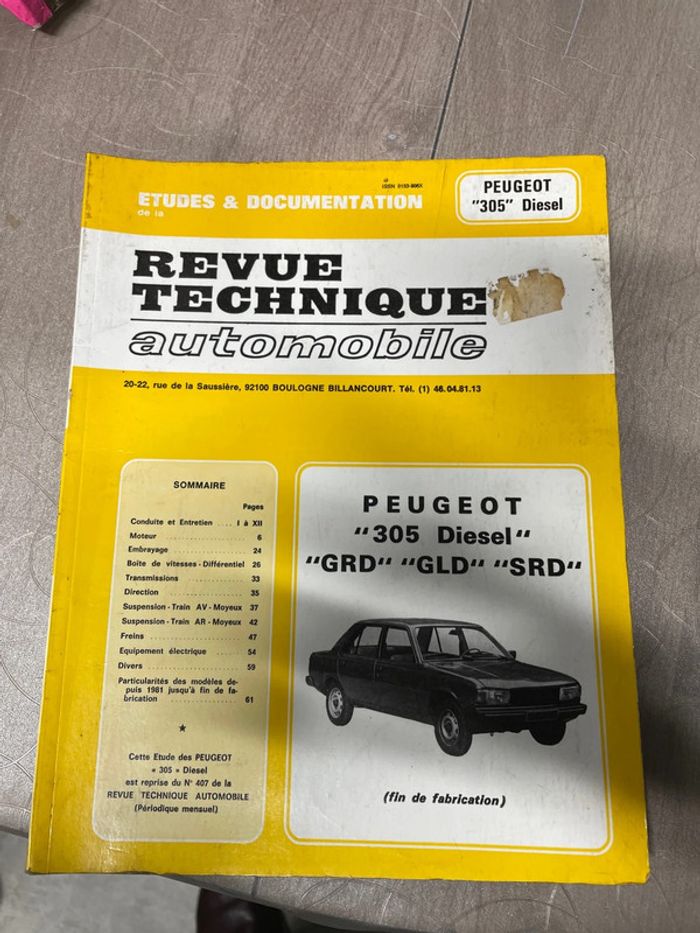 ISSN 0153-906X
ETUDES & DOCUMENTATION
de la
PEUGEOT
"305" Diesel
REVUE
TECHNIQUE
automobile
20-22, rue de la Saussière, 92100 BOULOGNE BILLANCOURT. Tél. (1) 46.04.81.13
SOMMAIRE
Pages
Conduite et Entretien .... I à XII
Moteur .................. 6
Embrayage ............... 24
Boîte de vitesses - Différentiel 26
Transmissions ........... 33
Direction ............... 35
Suspension - Train AV - Moyeux 37
Suspension - Train AR - Moyeux 42
Freins .................. 47
Equipement électrique ..... 54
Divers .................. 59
Particularités des modèles de-
puis 1981 jusqu'à fin de fa-
brication ............... 61
★
Cette Etude des PEUGEOT
« 305 » Diesel
est reprise du N° 407 de la
REVUE TECHNIQUE AUTOMOBILE
(Périodique mensuel)
PEUGEOT
"305 Diesel"
"GRD" "GLD" "SRD"
(fin de fabrication)